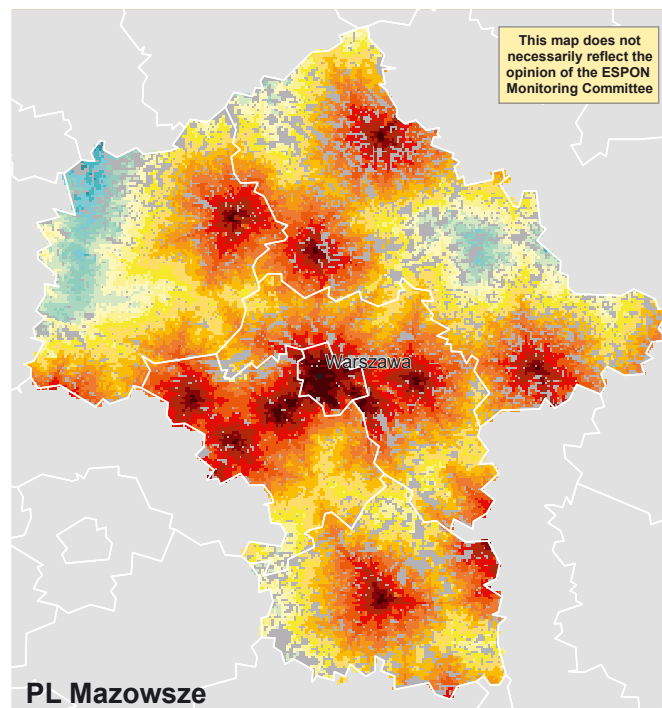 This map does not
necessarily reflect the
opinion of the ESPON
Monitoring Committee
Warszawa
PL Mazowsze